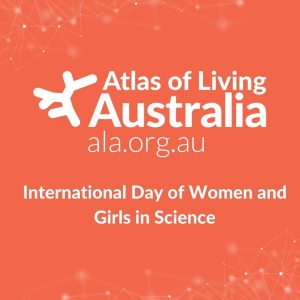 Atlas of Living
Australia
ala.org.au
International Day of Women and
Girls in Science